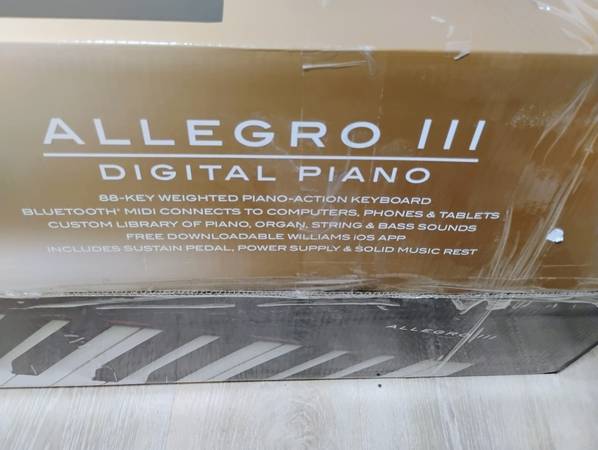 ALLEGRO III
DIGITAL PIANO
88-KEY WEIGHTED PIANO-ACTION KEYBOARD
BLUETOOTH® MIDI CONNECTS TO COMPUTERS, PHONES & TABLETS
CUSTOM LIBRARY OF PIANO, ORGAN, STRING & BASS SOUNDS
FREE DOWNLOADABLE WILLIAMS iOS APP
INCLUDES SUSTAIN PEDAL, POWER SUPPLY & SOLID MUSIC REST
ALLEGRO III